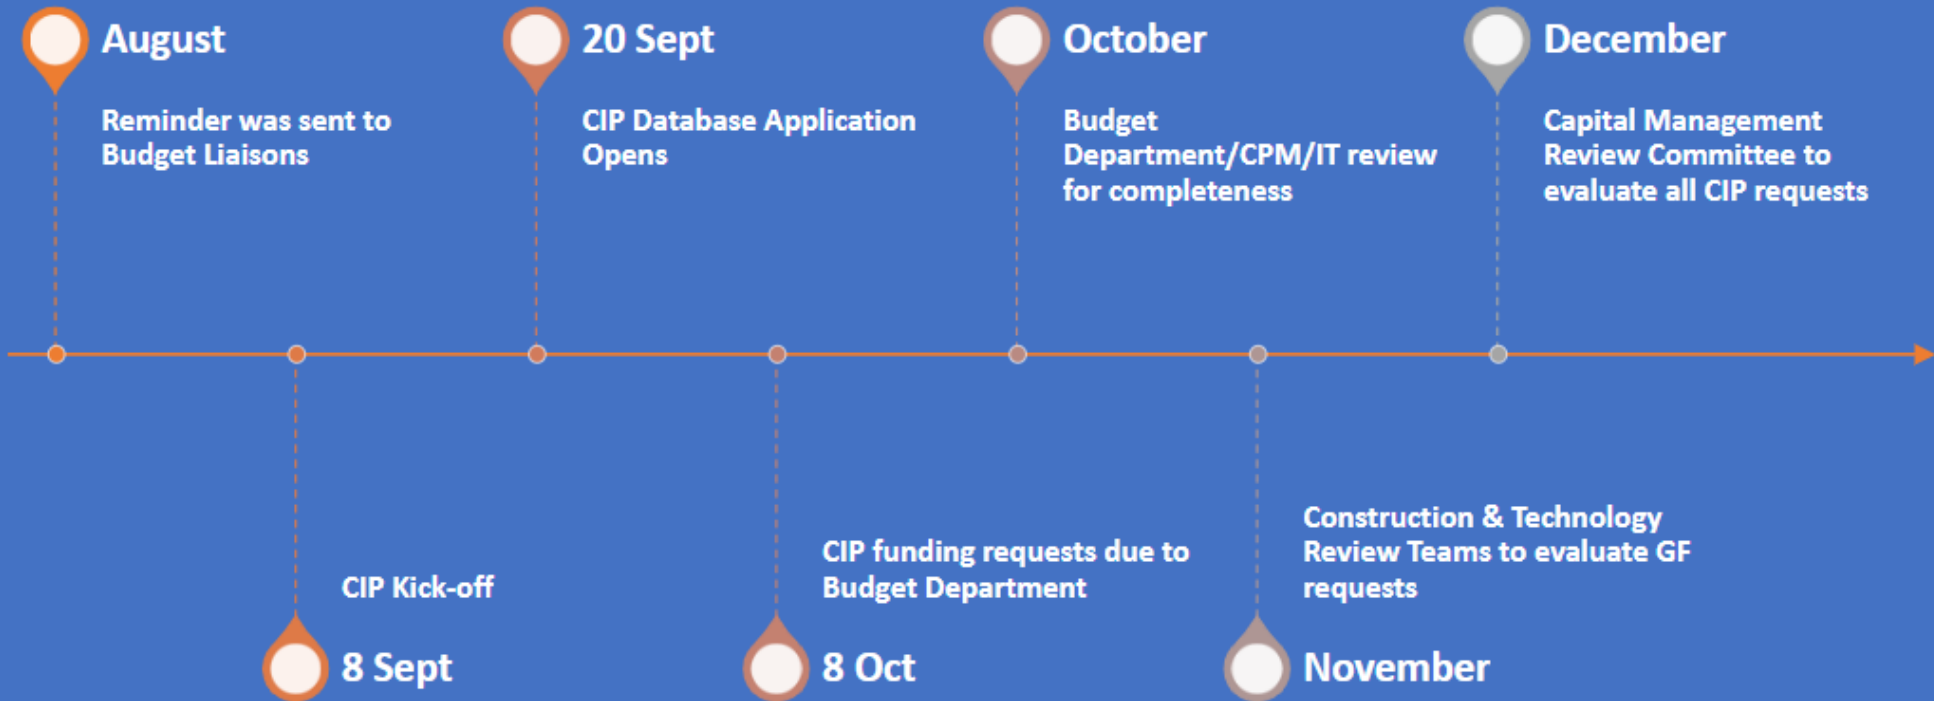 August
Reminder was sent to
Budget Liaisons
20 Sept
CIP Database Application
Opens
October
Budget
Department/CPM/IT review
for completeness
December
Capital Management
Review Committee to
evaluate all CIP requests
CIP Kick-off
8 Sept
CIP funding requests due to
Budget Department
8 Oct
Construction & Technology
Review Teams to evaluate GF
requests
November